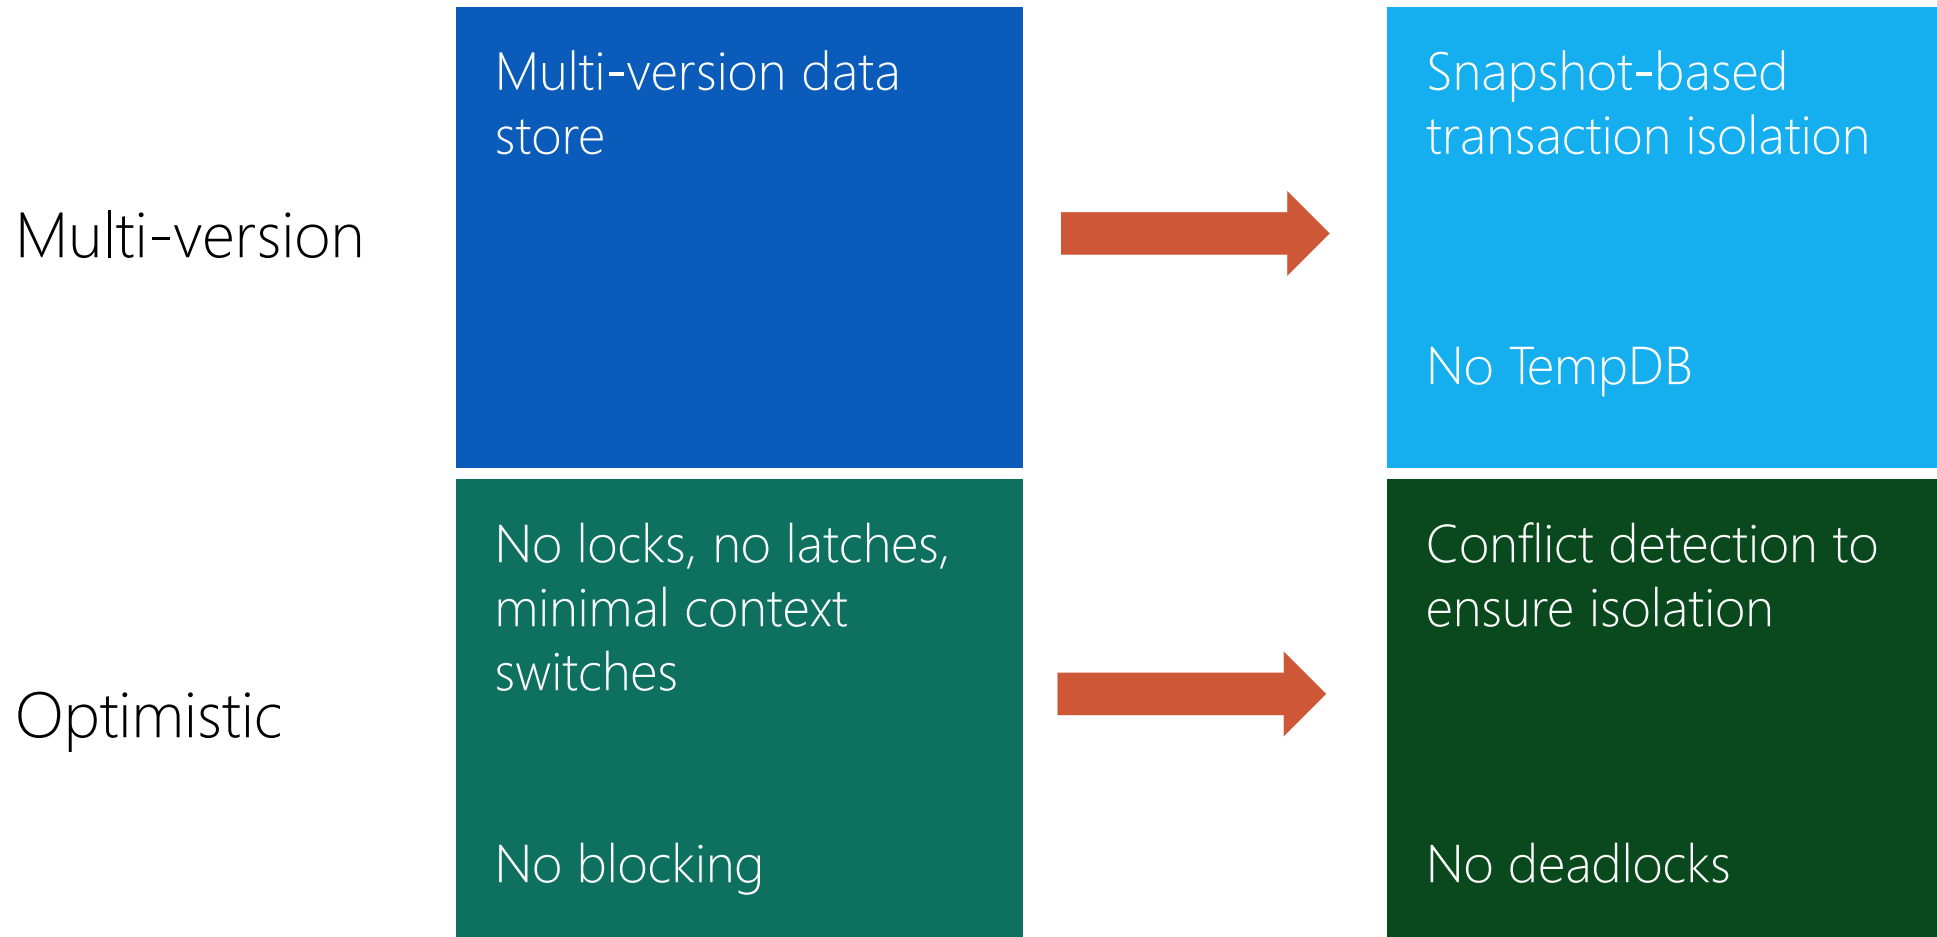 Multi-version
Multi-version data
store
Snapshot-based
transaction isolation
No TempDB
Optimistic
No locks, no latches,
minimal context
switches
No blocking
Conflict detection to
ensure isolation
No deadlocks